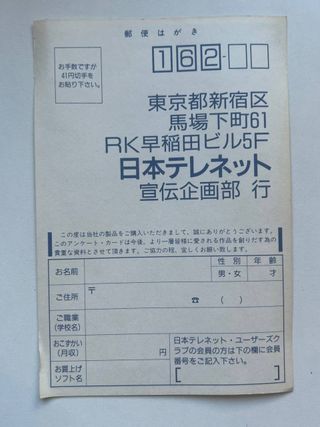 郵便はがき
お手数ですが
41円切手を
お貼り下さい。
162-
東京都新宿区
馬場下町61
RK早稲田ビル5F
日本テレネット
宣伝企画部 行
この度は当社の製品をご購入いただきまして、誠にありがとうございます。
このアンケート・カードは今後、より一層皆様に愛される作品を創りだす為の
貴重な資料とさせて頂きます。ご協力の程、宜しくお願い致します。
お名前
性別 年齢
男・女 才
ご住所
〒
☎ ( )
ご職業
(学校名)
おこずかい
(月収)
円
日本テレネット・ユーザーズク
ラブの会員の方は下の欄に会員
番号をご記入下さい。
お買上げ
ソフト名
[ ]